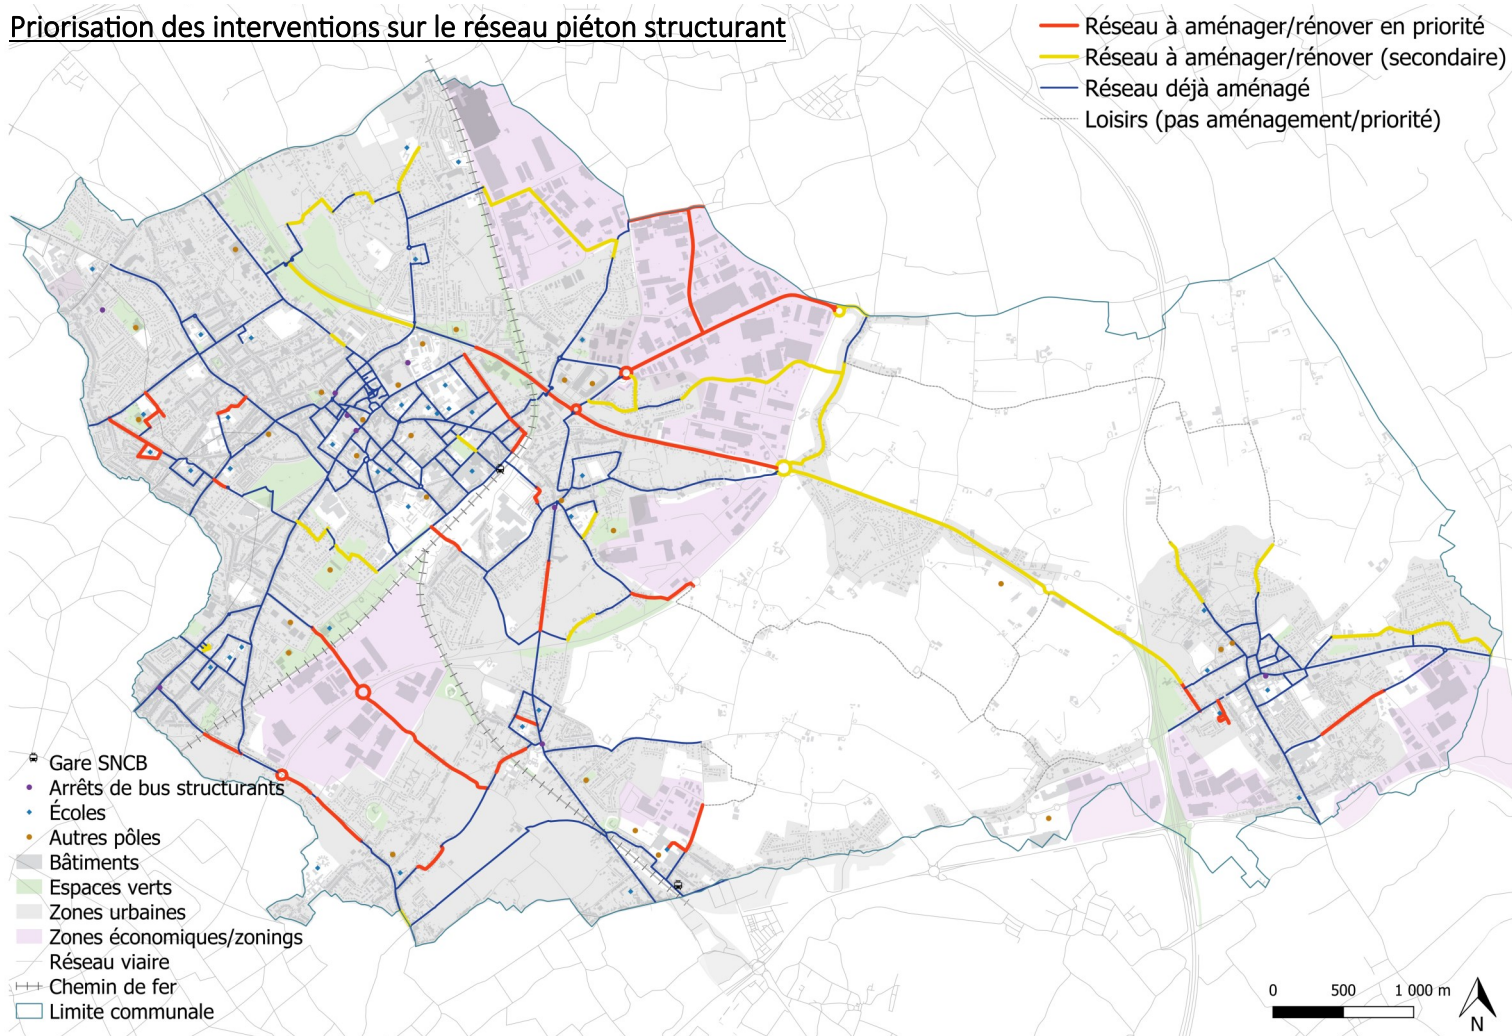 Priorisation des interventions sur le réseau piéton structurant
Réseau à aménager/rénover en priorité
Réseau à aménager/rénover (secondaire)
Réseau déjà aménagé
Loisirs (pas aménagement/priorité)
Gare SNCB
Arrêts de bus structurants
Écoles
Autres pôles
Bâtiments
Espaces verts
Zones urbaines
Zones économiques/zonings
Réseau viaire
Chemin de fer
Limite communale
0 500 1 000 m
N